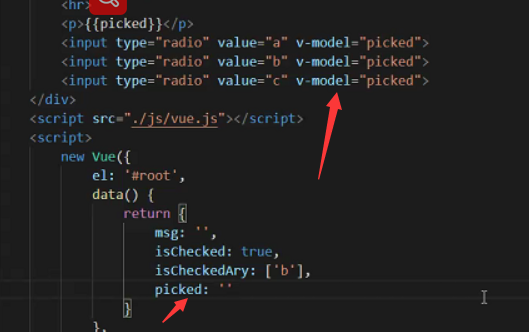 <hr>
<p>{{picked}}</p>
<input type="radio" value="a" v-model="picked">
<input type="radio" value="b" v-model="picked">
<input type="radio" value="c" v-model="picked">
</div>
<script src="./js/vue.js"></script>
<script>
new Vue({
el: '#root',
data() {
return {
msg: '',
isChecked: true,
isCheckedAry: ['b'],
picked: ''
}
},